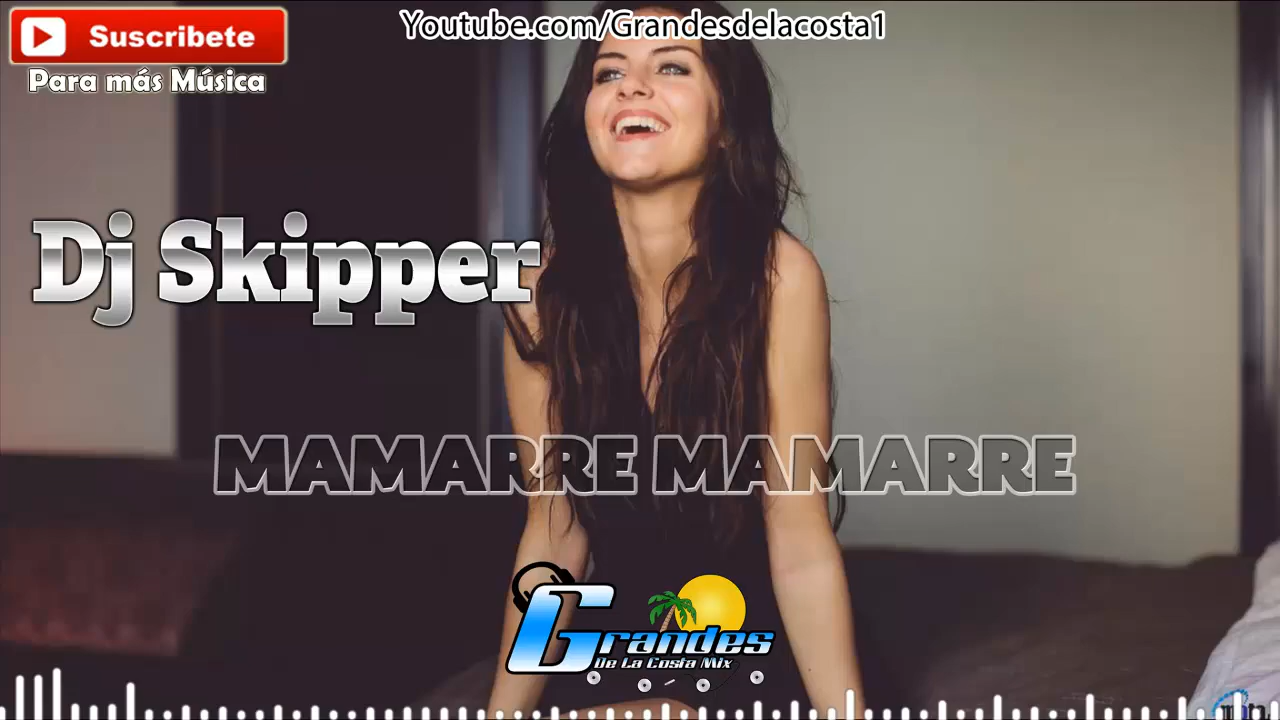 Suscribete
Para más Música
Youtube.com/Grandesdelacosta1
Dj Skipper
MAMARRE MAMARRE
Grandes
De La Costa Mix